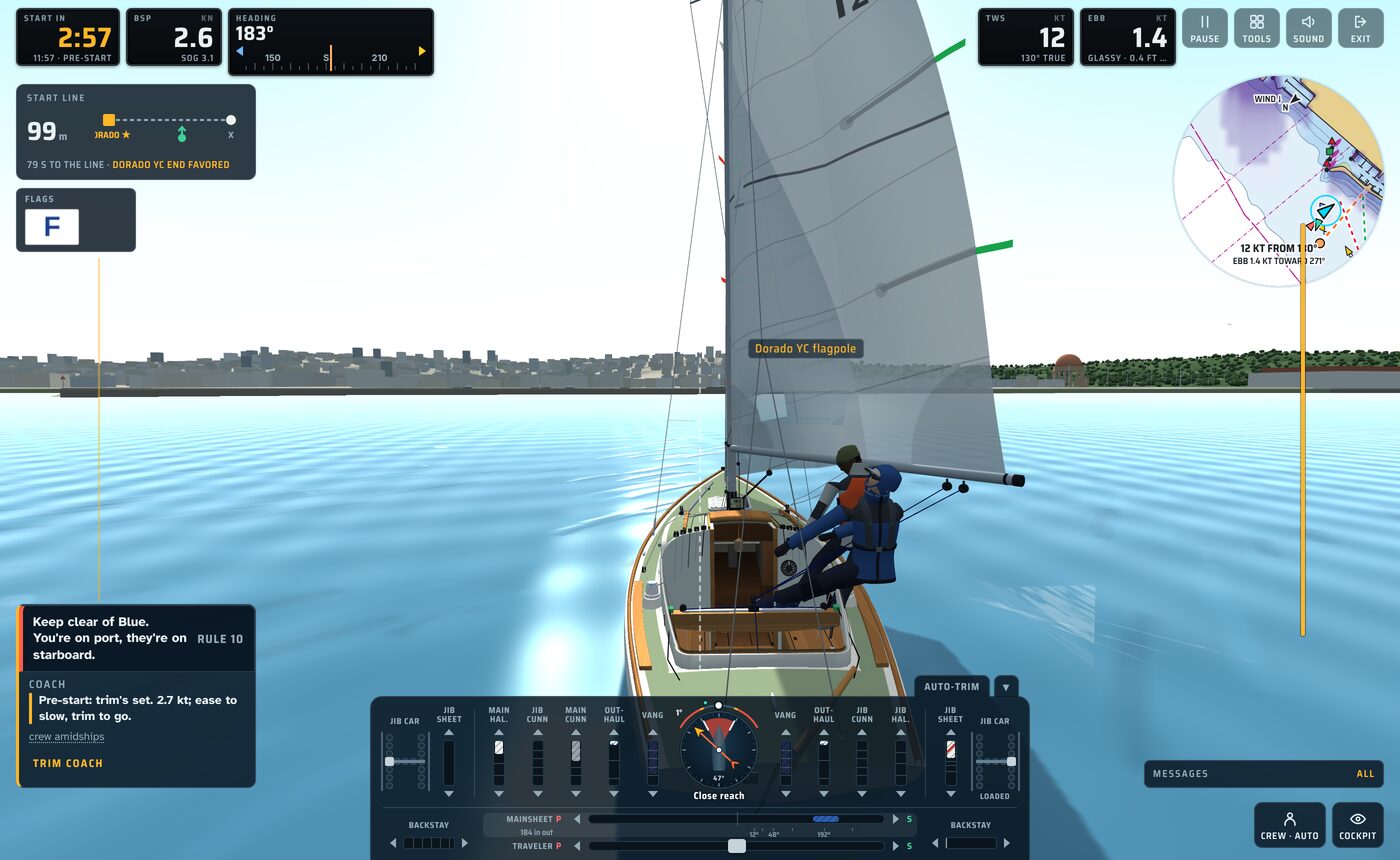 START IN
2:57
11:57 · PRE-START
BSP KN
2.6
SOG 3.1
HEADING
183°
150 S 210
TWS KT
12
130° TRUE
EBB KT
1.4
GLASSY · 0.4 FT ...
PAUSE
TOOLS
SOUND
EXIT
START LINE
99 m
ORADO ★ X
79 S TO THE LINE · DORADO YC END FAVORED
FLAGS
F
12
WIND
N
12 KT FROM 130°
EBB 1.4 KT TOWARD 271°
Dorado YC flagpole
Keep clear of Blue.
You're on port, they're on
starboard.
RULE 10
COACH
Pre-start: trim's set. 2.7 kt; ease to
slow, trim to go.
crew amidships
TRIM COACH
AUTO-TRIM ▼
JIB CAR
JIB SHEET
MAIN HAL.
JIB CUNN
MAIN CUNN
OUT-HAUL
VANG
1°
47°
Close reach
VANG
OUT-HAUL
JIB CUNN
JIB HAL.
JIB SHEET
JIB CAR
LOADED
BACKSTAY
MAINSHEET P S
184 in out
12" 48" 192"
TRAVELER P S
BACKSTAY
MESSAGES ALL
CREW · AUTO
COCKPIT